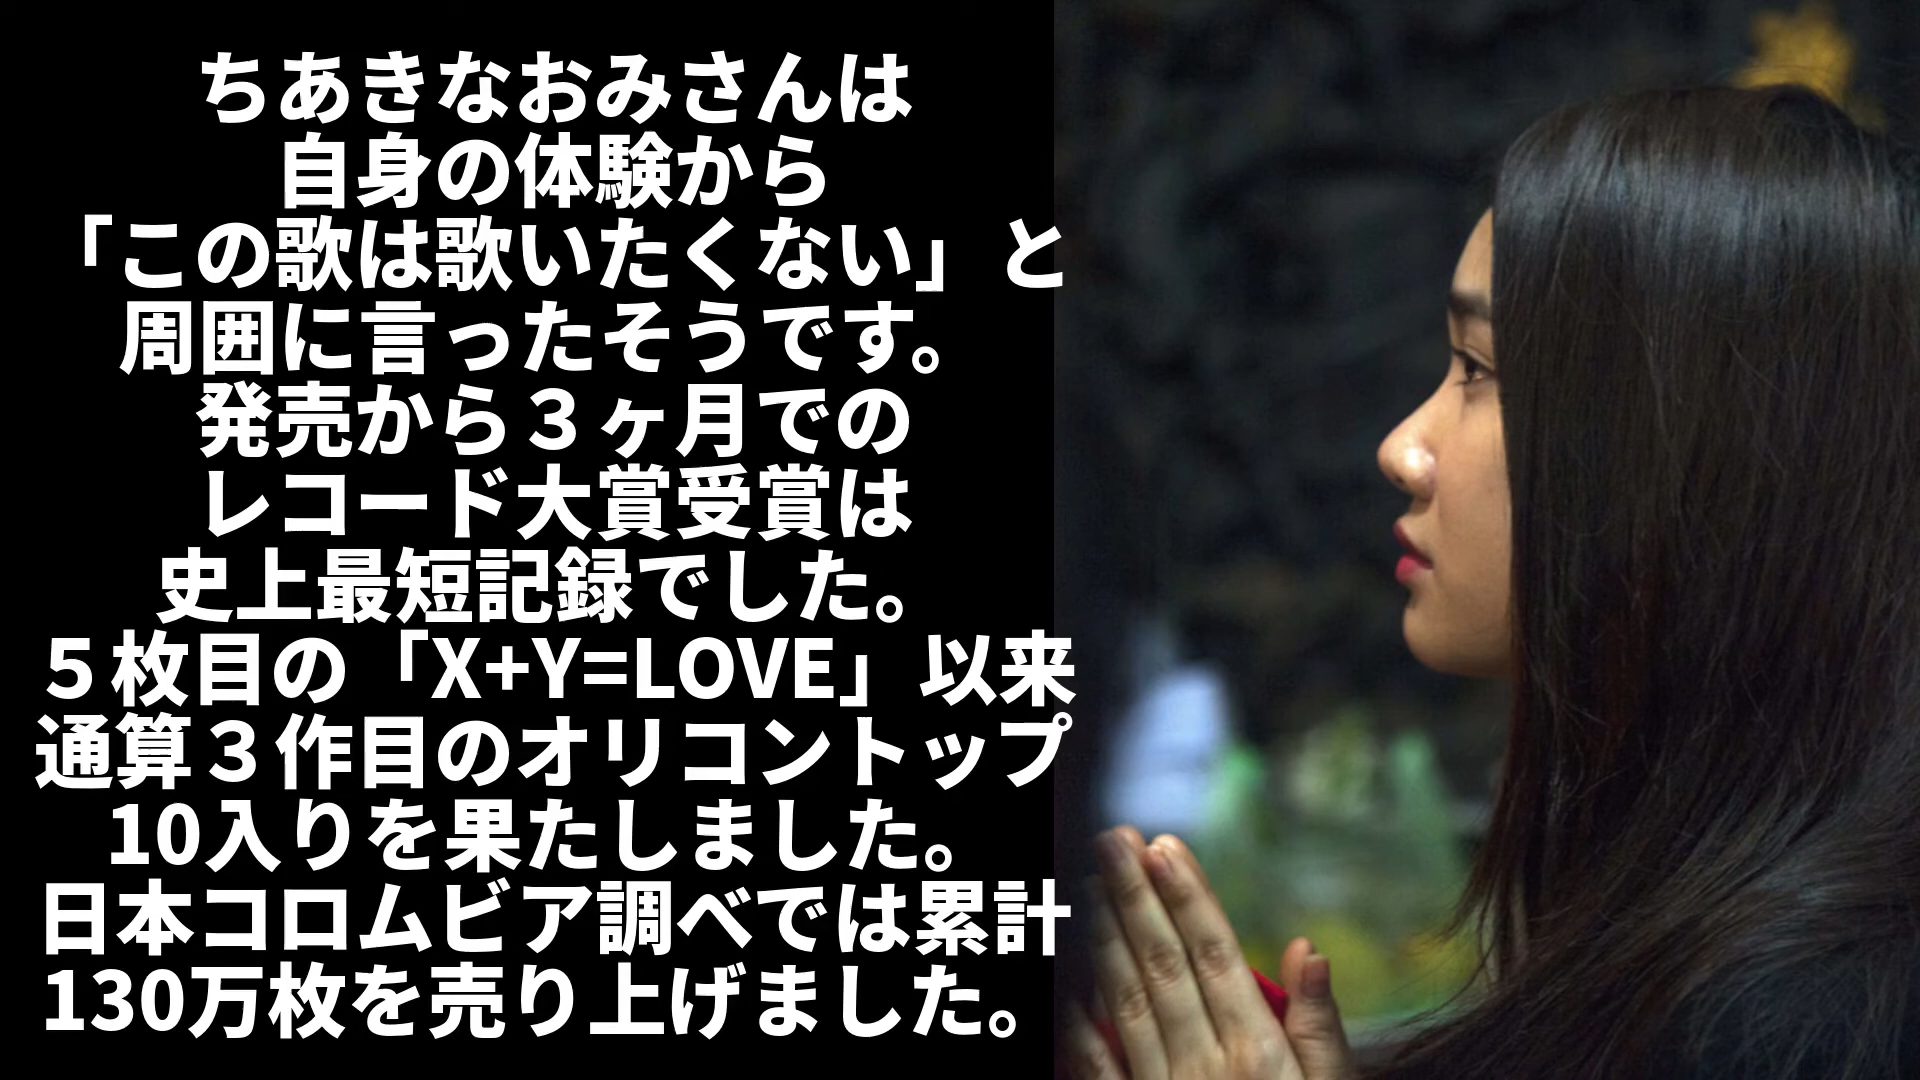 ちあきなおみさんは
自身の体験から
「この歌は歌いたくない」と
周囲に言ったそうです。
発売から３ヶ月での
レコード大賞受賞は
史上最短記録でした。
５枚目の「X+Y=LOVE」以来
通算３作目のオリコントップ
10入りを果たしました。
日本コロムビア調べでは累計
130万枚を売り上げました。